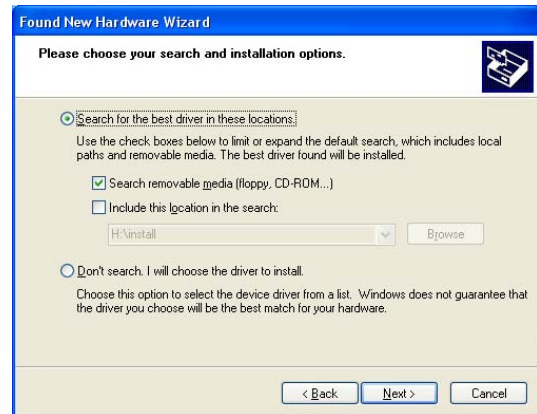 Found New Hardware Wizard
Please choose your search and installation options.
Search for the best driver in these locations.
Use the check boxes below to limit or expand the default search, which includes local
paths and removable media. The best driver found will be installed.
Search removable media (floppy, CD-ROM...)
Include this location in the search:
H:\install
Browse
Don't search. I will choose the driver to install.
Choose this option to select the device driver from a list. Windows does not guarantee that
the driver you choose will be the best match for your hardware.
< Back
Next >
Cancel